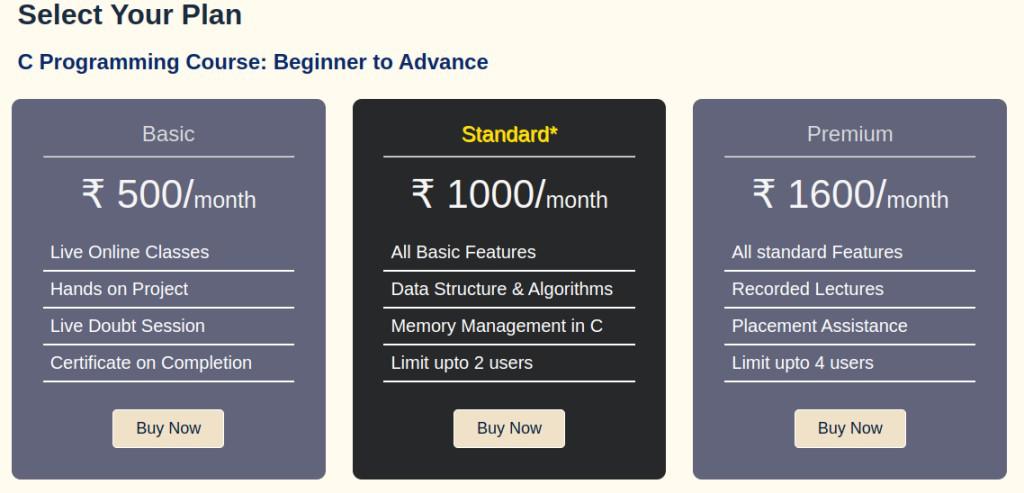 Select Your Plan
C Programming Course: Beginner to Advance
Basic
₹ 500/month
Live Online Classes
Hands on Project
Live Doubt Session
Certificate on Completion
Buy Now
Standard*
₹ 1000/month
All Basic Features
Data Structure & Algorithms
Memory Management in C
Limit upto 2 users
Buy Now
Premium
₹ 1600/month
All standard Features
Recorded Lectures
Placement Assistance
Limit upto 4 users
Buy Now